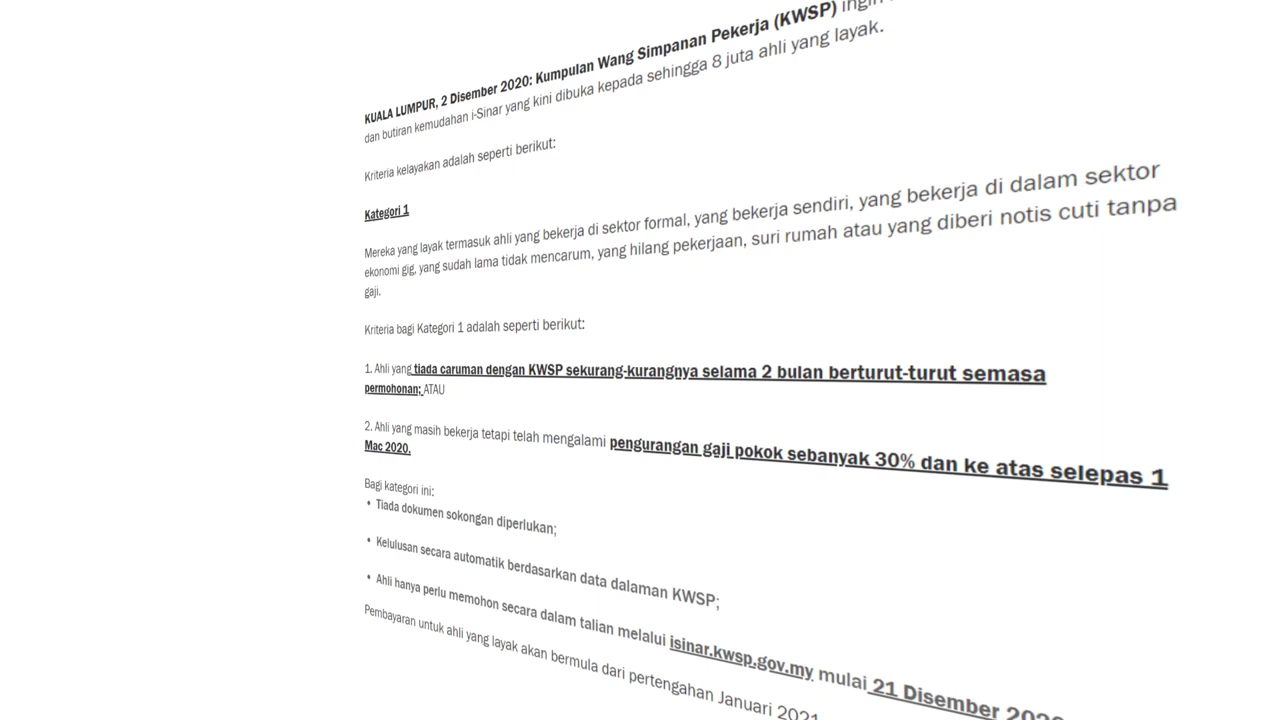 KUALA LUMPUR, 2 Disember 2020: Kumpulan Wang Simpanan Pekerja (KWSP) ingin
dan butiran kemudahan i-Sinar yang kini dibuka kepada sehingga 8 juta ahli yang layak.
Kriteria kelayakan adalah seperti berikut:
Kategori 1
Mereka yang layak termasuk ahli yang bekerja di sektor formal, yang bekerja sendiri, yang bekerja di dalam sektor
ekonomi gig, yang sudah lama tidak mencarum, yang hilang pekerjaan, suri rumah atau yang diberi notis cuti tanpa
gaji.
Kriteria bagi Kategori 1 adalah seperti berikut:
1. Ahli yang tiada caruman dengan KWSP sekurang-kurangnya selama 2 bulan berturut-turut semasa
permohonan; ATAU
2. Ahli yang masih bekerja tetapi telah mengalami pengurangan gaji pokok sebanyak 30% dan ke atas selepas 1
Mac 2020.
Bagi kategori ini:
• Tiada dokumen sokongan diperlukan;
• Kelulusan secara automatik berdasarkan data dalaman KWSP;
• Ahli hanya perlu memohon secara dalam talian melalui isinar.kwsp.gov.my mulai 21 Disember 2020
Pembayaran untuk ahli yang layak akan bermula dari pertengahan Januari 2021